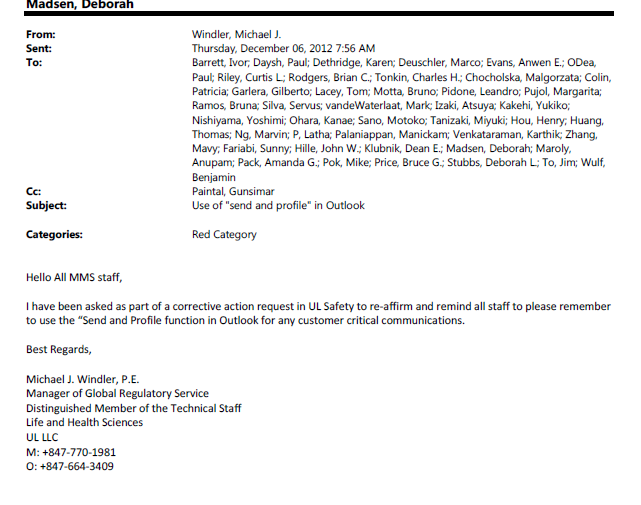 Madsen, Deborah
From: Windler, Michael J.
Sent: Thursday, December 06, 2012 7:56 AM
To: Barrett, Ivor; Daysh, Paul; Dethridge, Karen; Deuschler, Marco; Evans, Anwen E.; ODea,
Paul; Riley, Curtis L.; Rodgers, Brian C.; Tonkin, Charles H.; Chocholska, Malgorzata; Colin,
Patricia; Garlera, Gilberto; Lacey, Tom; Motta, Bruno; Pidone, Leandro; Pujol, Margarita;
Ramos, Bruna; Silva, Servus; vandeWaterlaat, Mark; Izaki, Atsuya; Kakehi, Yukiko;
Nishiyama, Yoshimi; Ohara, Kanae; Sano, Motoko; Tanizaki, Miyuki; Hou, Henry; Huang,
Thomas; Ng, Marvin; P, Latha; Palaniappan, Manickam; Venkataraman, Karthik; Zhang,
Mavy; Fariabi, Sunny; Hille, John W.; Klubnik, Dean E.; Madsen, Deborah; Maroly,
Anupam; Pack, Amanda G.; Pok, Mike; Price, Bruce G.; Stubbs, Deborah L.; To, Jim; Wulf,
Benjamin
Cc: Paintal, Gunsimar
Subject: Use of "send and profile" in Outlook
Categories: Red Category
Hello All MMS staff,
I have been asked as part of a corrective action request in UL Safety to re-affirm and remind all staff to please remember
to use the “Send and Profile function in Outlook for any customer critical communications.
Best Regards,
Michael J. Windler, P.E.
Manager of Global Regulatory Service
Distinguished Member of the Technical Staff
Life and Health Sciences
UL LLC
M: +847-770-1981
O: +847-664-3409